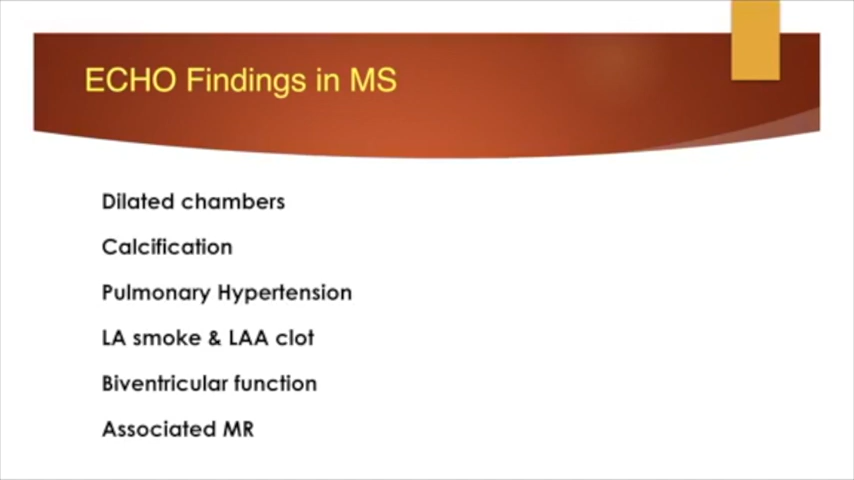 ECHO Findings in MS
Dilated chambers
Calcification
Pulmonary Hypertension
LA smoke & LAA clot
Biventricular function
Associated MR